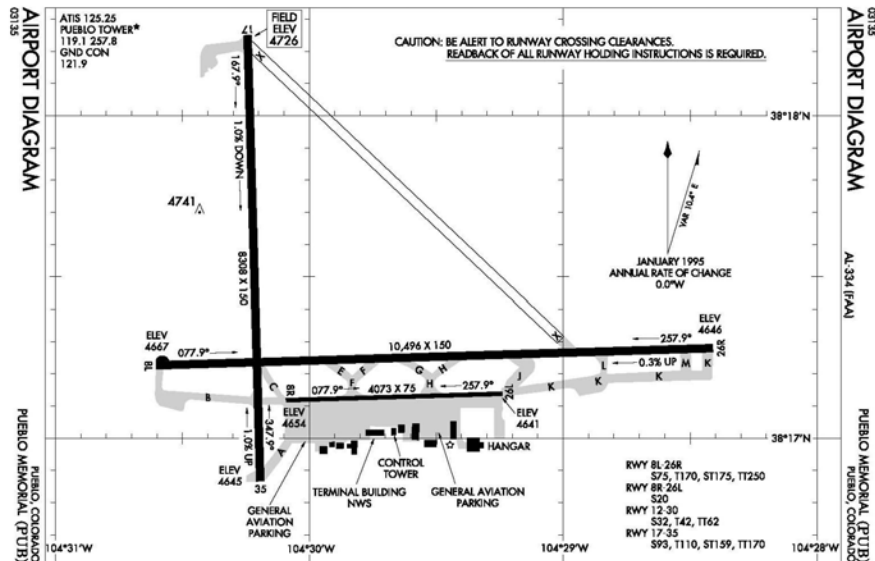 03135
AIRPORT DIAGRAM
ATIS 125.25
PUEBLO TOWER*
119.1 257.8
GND CON
121.9
17
FIELD
ELEV
4726
CAUTION: BE ALERT TO RUNWAY CROSSING CLEARANCES.
READBACK OF ALL RUNWAY HOLDING INSTRUCTIONS IS REQUIRED.
03135
AIRPORT DIAGRAM
X
167.9°
1.0% DOWN
38°18'N
4741
8308 X 150
VAR 10.4° E
JANUARY 1995
ANNUAL RATE OF CHANGE
0.0°W
AL-334 (FAA)
ELEV
4667
077.9°
10,496 X 150
X
257.9°
ELEV
4646
8L
26R
E F
F
G H
H
J
K
K
L
0.3% UP
K
M
K
B
C
8R
077.9°
4073 X 75
257.9°
26L
ELEV
4654
ELEV
4641
1.0% UP
347.9°
A
38°17'N
HANGAR
ELEV
4645
35
CONTROL
TOWER
TERMINAL BUILDING
NWS
GENERAL AVIATION
PARKING
GENERAL
AVIATION
PARKING
RWY 8L-26R
S75, T170, ST175, TT250
RWY 8R-26L
S20
RWY 12-30
S32, T42, TT62
RWY 17-35
S93, T110, ST159, TT170
104°31'W
104°30'W
104°29'W
104°28'W
AIRPORT DIAGRAM
PUEBLO, COLORADO
PUEBLO MEMORIAL (PUB)
PUEBLO, COLORADO
PUEBLO MEMORIAL (PUB)